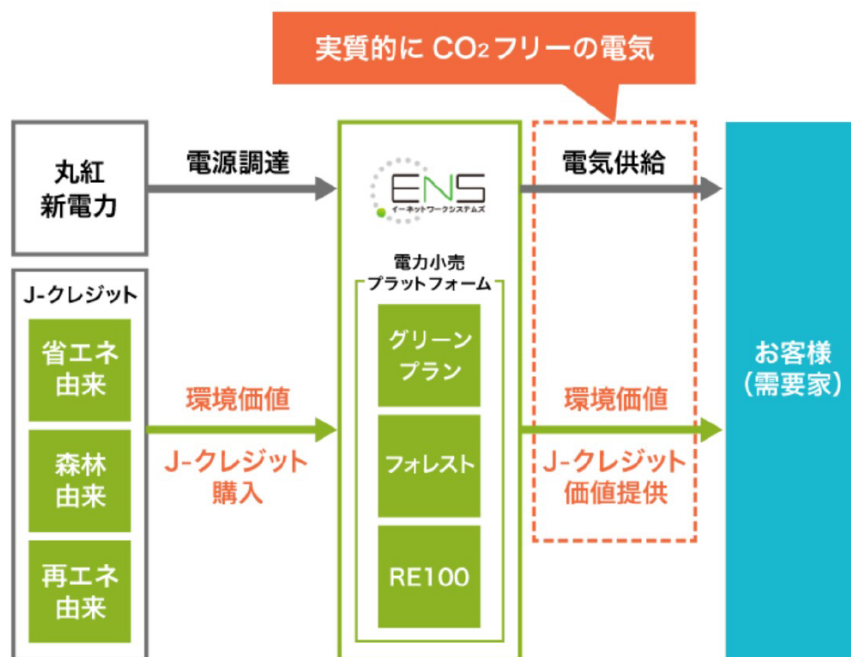 実質的に CO₂フリーの電気
丸紅
新電力
電源調達
ENS
イーネットワークシステムズ
電気供給
J-クレジット
省エネ
由来
森林
由来
再エネ
由来
環境価値
J-クレジット
購入
電力小売
プラットフォーム
グリーン
プラン
フォレスト
RE100
環境価値
J-クレジット
価値提供
お客様
（需要家）